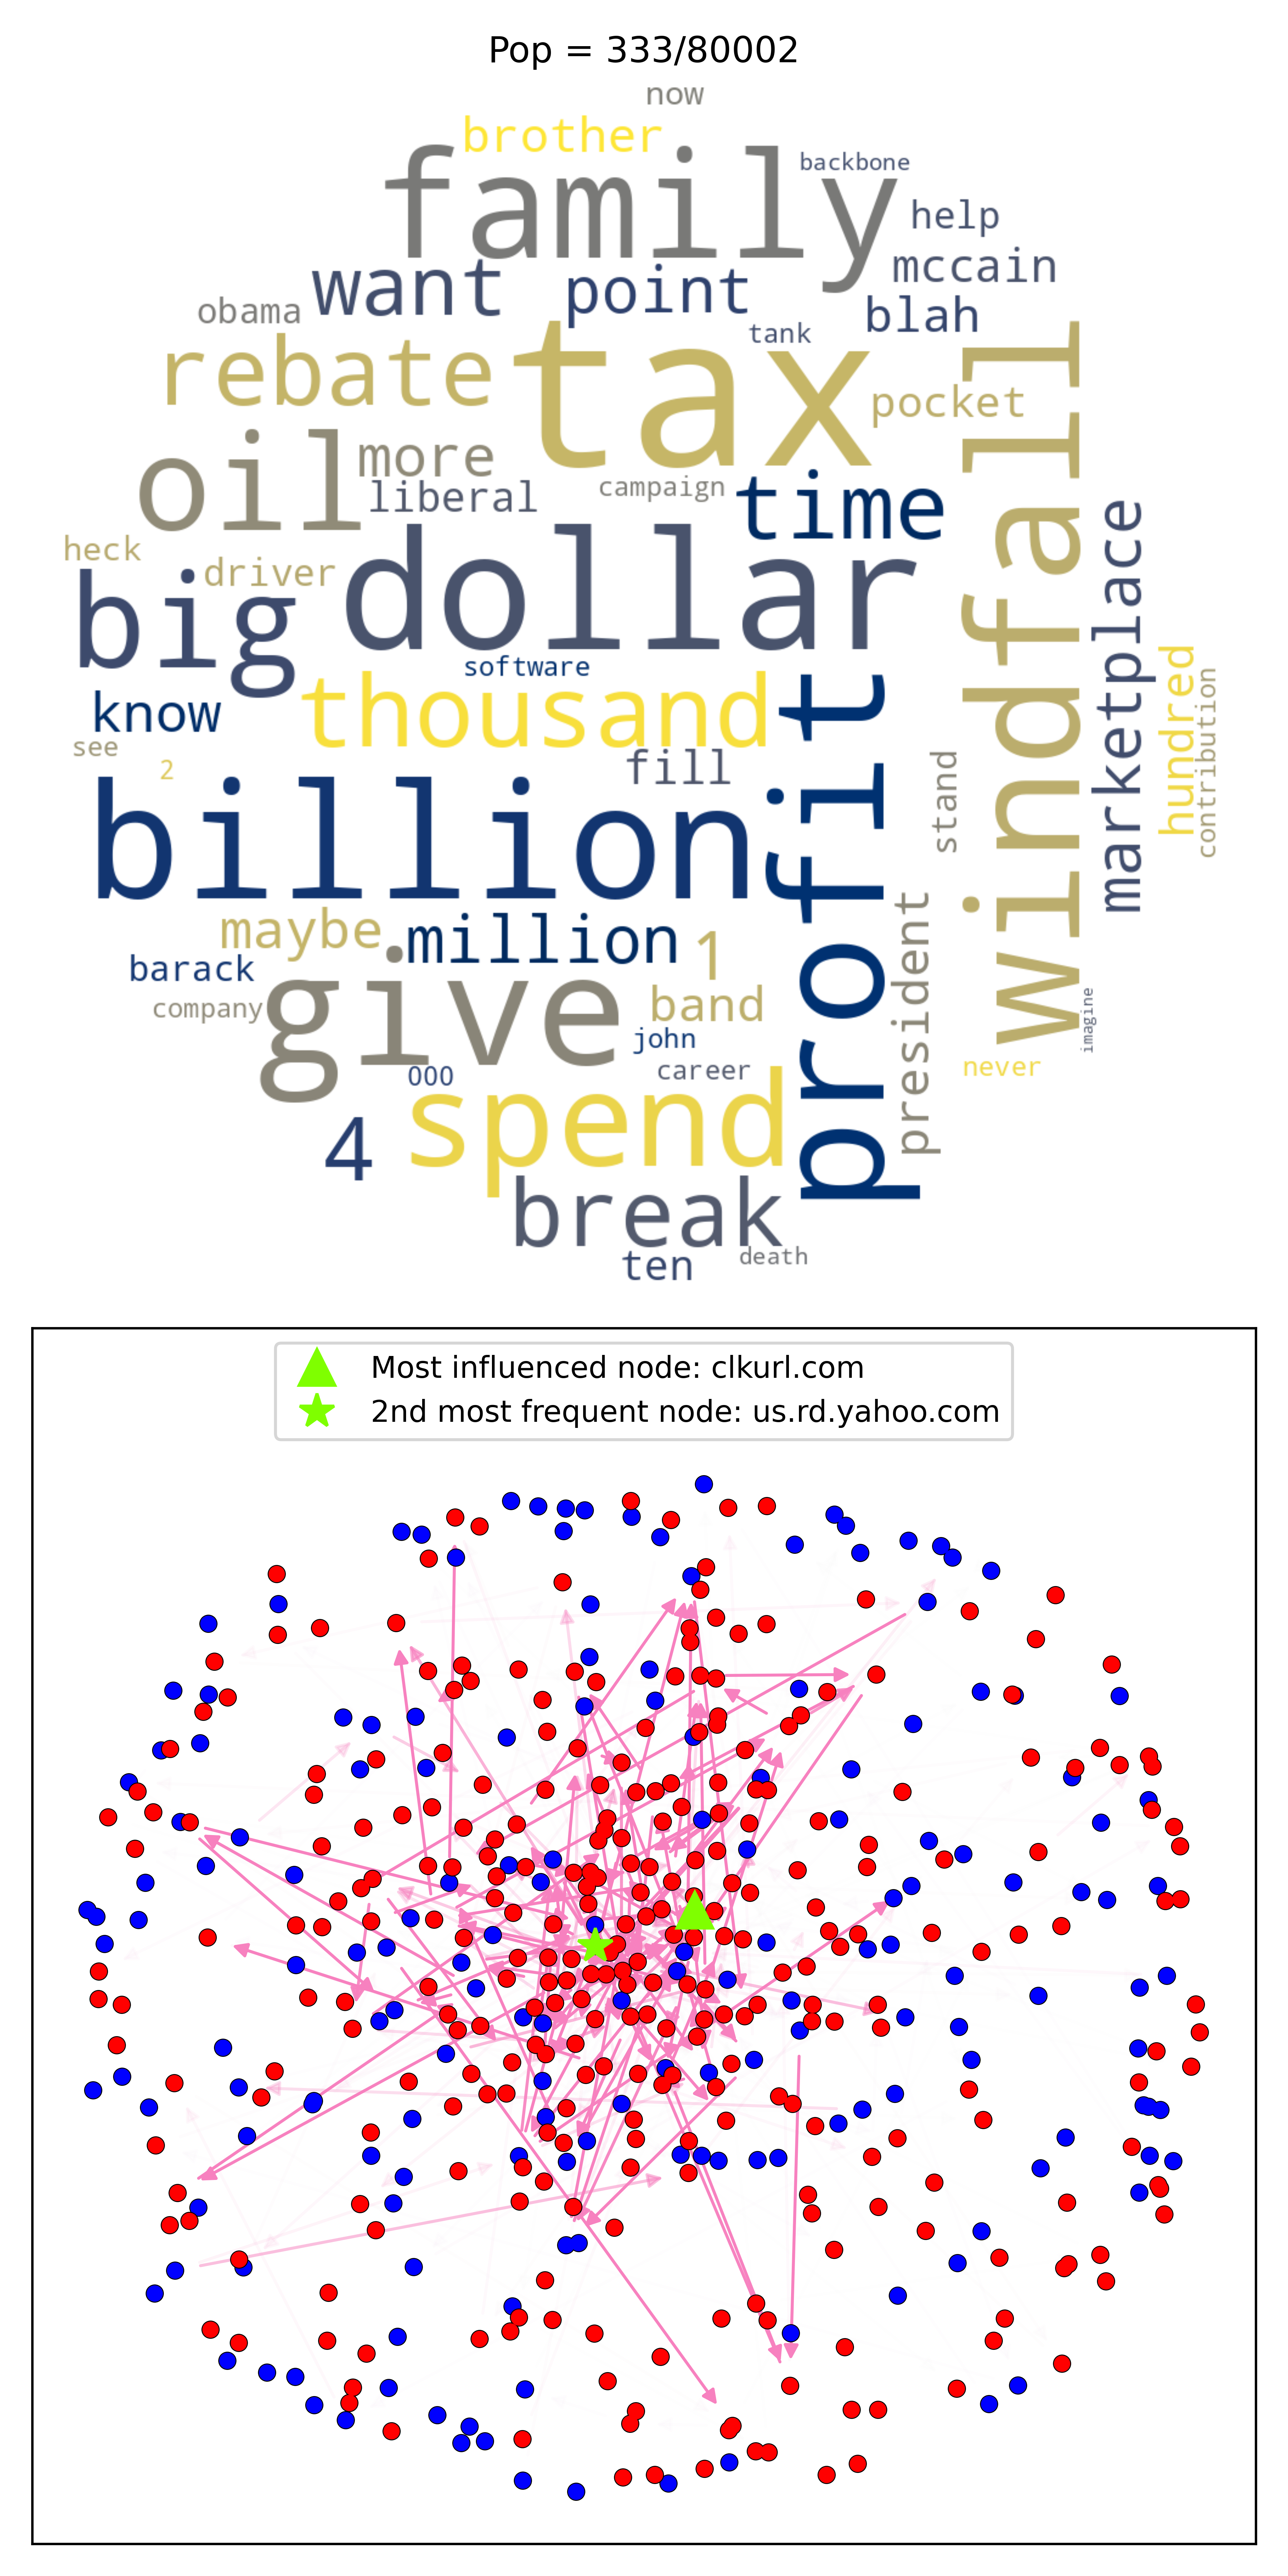 Pop = 333/80002
now
brother
backbone
family
help
mccain
want
point
obama
blah
tank
rebate
tax
pocket
windfall
oil
more
liberal
campaign
time
marketplace
heck
driver
big
dollar
software
thousand
profit
hundred
contribution
know
see
2
fill
stand
billion
maybe
million
1
president
barack
give
band
company
john
imagine
000
career
never
spend
4
break
ten
death
Most influenced node: clkurl.com
2nd most frequent node: us.rd.yahoo.com